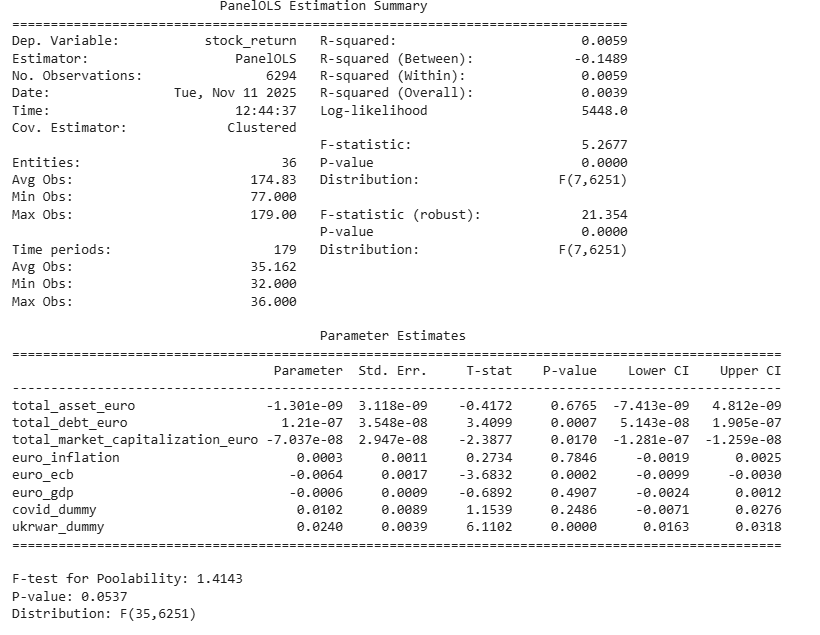 PanelOLS Estimation Summary
================================================================================
Dep. Variable: stock_return R-squared: 0.0059
Estimator: PanelOLS R-squared (Between): -0.1489
No. Observations: 6294 R-squared (Within): 0.0059
Date: Tue, Nov 11 2025 R-squared (Overall): 0.0039
Time: 12:44:37 Log-likelihood 5448.0
Cov. Estimator: Clustered
F-statistic: 5.2677
Entities: 36 P-value 0.0000
Avg Obs: 174.83 Distribution: F(7,6251)
Min Obs: 77.000
Max Obs: 179.00 F-statistic (robust): 21.354
P-value 0.0000
Time periods: 179 Distribution: F(7,6251)
Avg Obs: 35.162
Min Obs: 32.000
Max Obs: 36.000
Parameter Estimates
================================================================================
Parameter Std. Err. T-stat P-value Lower CI Upper CI
--------------------------------------------------------------------------------
total_asset_euro -1.301e-09 3.118e-09 -0.4172 0.6765 -7.413e-09 4.812e-09
total_debt_euro 1.21e-07 3.548e-08 3.4099 0.0007 5.143e-08 1.905e-07
total_market_capitalization_euro -7.037e-08 2.947e-08 -2.3877 0.0170 -1.281e-07 -1.259e-08
euro_inflation 0.0003 0.0011 0.2734 0.7846 -0.0019 0.0025
euro_ecb -0.0064 0.0017 -3.6832 0.0002 -0.0099 -0.0030
euro_gdp -0.0006 0.0009 -0.6892 0.4907 -0.0024 0.0012
covid_dummy 0.0102 0.0089 1.1539 0.2486 -0.0071 0.0276
ukrwar_dummy 0.0240 0.0039 6.1102 0.0000 0.0163 0.0318
================================================================================
F-test for Poolability: 1.4143
P-value: 0.0537
Distribution: F(35,6251)